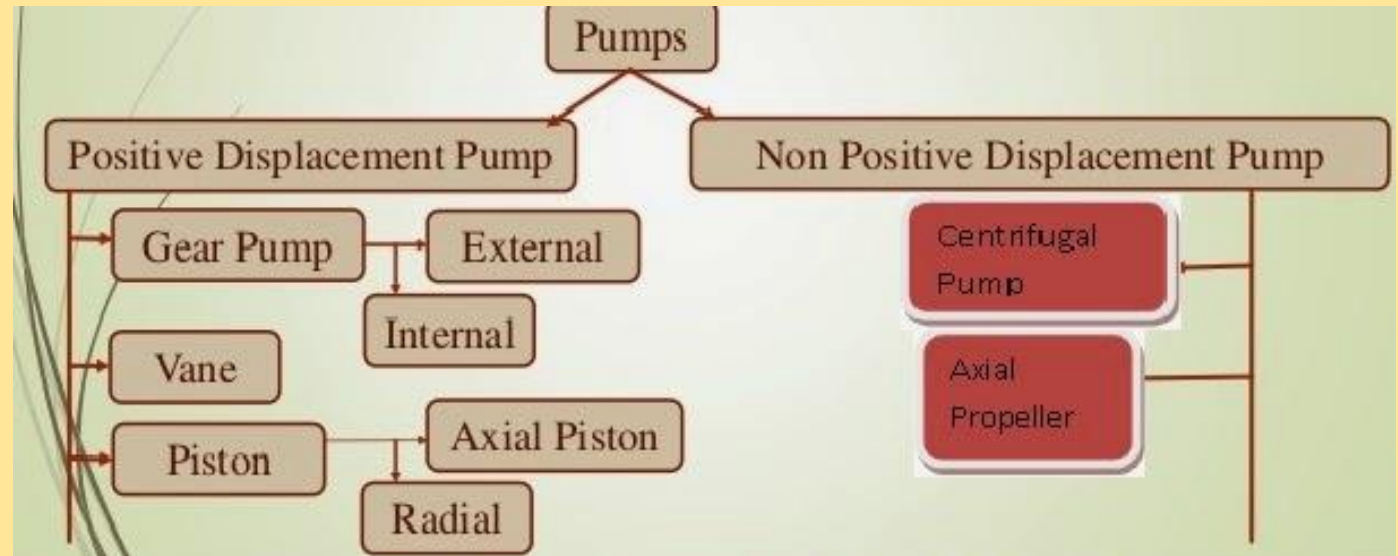 Pumps
Positive Displacement Pump
Non Positive Displacement Pump
Gear Pump
External
Internal
Vane
Piston
Axial Piston
Radial
Centrifugal
Pump
Axial
Propeller